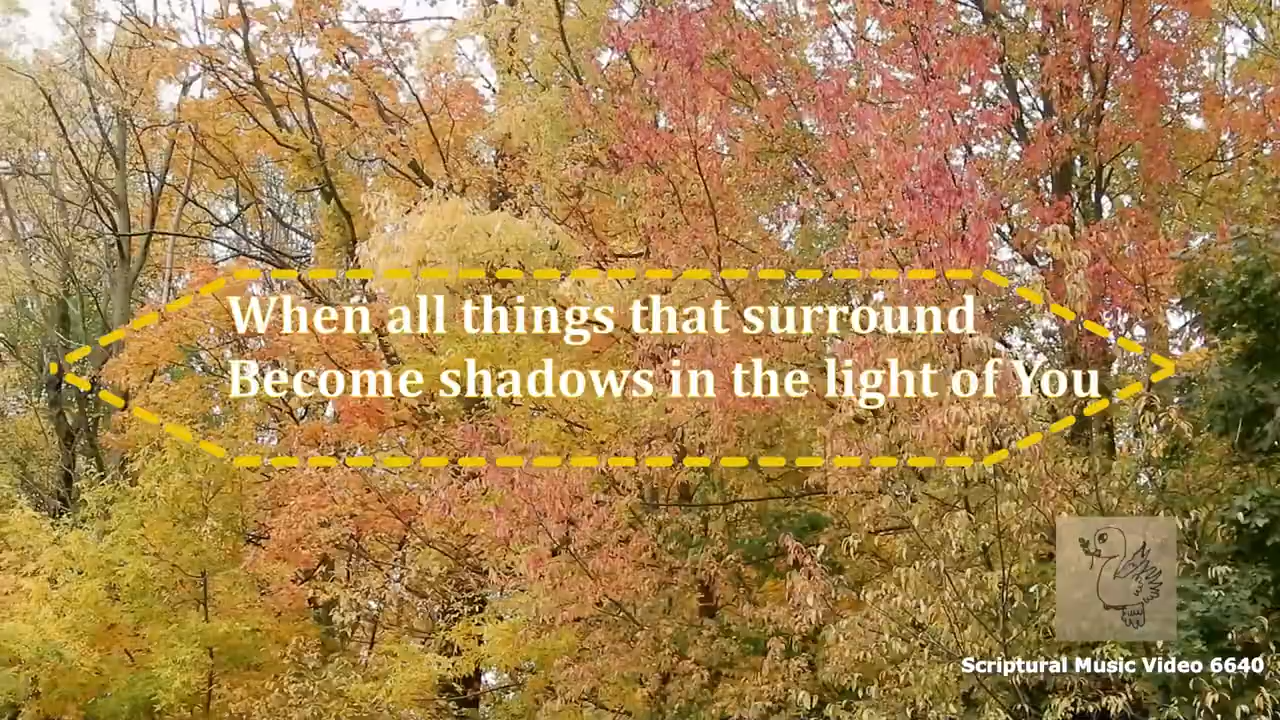 When all things that surround
Become shadows in the light of You
Scriptural Music Video 6640